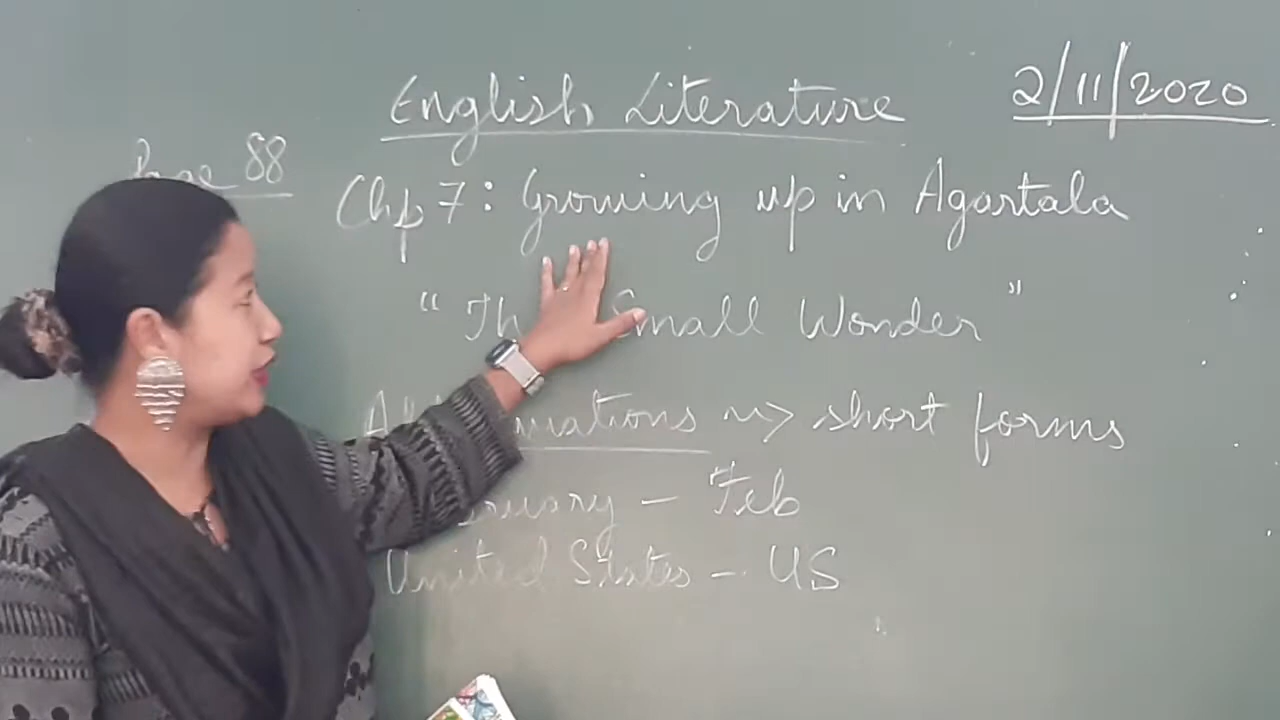 English Literature
2/11/2020
Page 88
Chp 7: Growing up in Agartala
" Small Wonder "
~> short forms
- Feb
United States - US